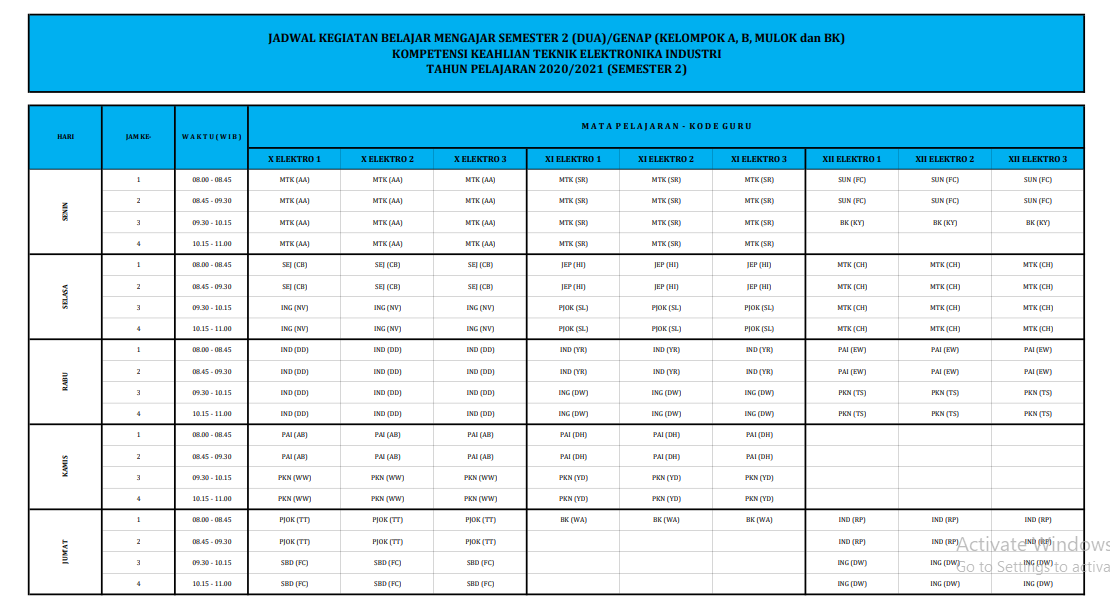 JADWAL KEGIATAN BELAJAR MENGAJAR SEMESTER 2 (DUA)/GENAP (KELOMPOK A, B, MULOK dan BK)
KOMPETENSI KEAHLIAN TEKNIK ELEKTRONIKA INDUSTRI
TAHUN PELAJARAN 2020/2021 (SEMESTER 2)
HARI JAM KE- WAKTU (WIB) MATA PELAJARAN - KODE GURU
X ELEKTRO 1 X ELEKTRO 2 X ELEKTRO 3 XI ELEKTRO 1 XI ELEKTRO 2 XI ELEKTRO 3 XII ELEKTRO 1 XII ELEKTRO 2 XII ELEKTRO 3
SENIN
1 08.00 - 08.45 MTK (AA) MTK (AA) MTK (AA) MTK (SR) MTK (SR) MTK (SR) SUN (FC) SUN (FC) SUN (FC)
2 08.45 - 09.30 MTK (AA) MTK (AA) MTK (AA) MTK (SR) MTK (SR) MTK (SR) SUN (FC) SUN (FC) SUN (FC)
3 09.30 - 10.15 MTK (AA) MTK (AA) MTK (AA) MTK (SR) MTK (SR) MTK (SR) BK (KY) BK (KY) BK (KY)
4 10.15 - 11.00 MTK (AA) MTK (AA) MTK (AA) MTK (SR) MTK (SR) MTK (SR)
SELASA
1 08.00 - 08.45 SEJ (CB) SEJ (CB) SEJ (CB) JEP (HI) JEP (HI) JEP (HI) MTK (CH) MTK (CH) MTK (CH)
2 08.45 - 09.30 SEJ (CB) SEJ (CB) SEJ (CB) JEP (HI) JEP (HI) JEP (HI) MTK (CH) MTK (CH) MTK (CH)
3 09.30 - 10.15 ING (NV) ING (NV) ING (NV) PJOK (SL) PJOK (SL) PJOK (SL) MTK (CH) MTK (CH) MTK (CH)
4 10.15 - 11.00 ING (NV) ING (NV) ING (NV) PJOK (SL) PJOK (SL) PJOK (SL) MTK (CH) MTK (CH) MTK (CH)
RABU
1 08.00 - 08.45 IND (DD) IND (DD) IND (DD) IND (YR) IND (YR) IND (YR) PAI (EW) PAI (EW) PAI (EW)
2 08.45 - 09.30 IND (DD) IND (DD) IND (DD) IND (YR) IND (YR) IND (YR) PAI (EW) PAI (EW) PAI (EW)
3 09.30 - 10.15 IND (DD) IND (DD) IND (DD) ING (DW) ING (DW) ING (DW) PKN (TS) PKN (TS) PKN (TS)
4 10.15 - 11.00 IND (DD) IND (DD) IND (DD) ING (DW) ING (DW) ING (DW) PKN (TS) PKN (TS) PKN (TS)
KAMIS
1 08.00 - 08.45 PAI (AB) PAI (AB) PAI (AB) PAI (DH) PAI (DH) PAI (DH)
2 08.45 - 09.30 PAI (AB) PAI (AB) PAI (AB) PAI (DH) PAI (DH) PAI (DH)
3 09.30 - 10.15 PKN (WW) PKN (WW) PKN (WW) PKN (YD) PKN (YD) PKN (YD)
4 10.15 - 11.00 PKN (WW) PKN (WW) PKN (WW) PKN (YD) PKN (YD) PKN (YD)
JUMAT
1 08.00 - 08.45 PJOK (TT) PJOK (TT) PJOK (TT) BK (WA) BK (WA) BK (WA) IND (RP) IND (RP) IND (RP)
2 08.45 - 09.30 PJOK (TT) PJOK (TT) PJOK (TT) IND (RP) IND (RP) IND (RP)
3 09.30 - 10.15 SBD (FC) SBD (FC) SBD (FC) ING (DW) ING (DW) ING (DW)
4 10.15 - 11.00 SBD (FC) SBD (FC) SBD (FC) ING (DW) ING (DW) ING (DW)
Activate Windows
Go to Settings to activa